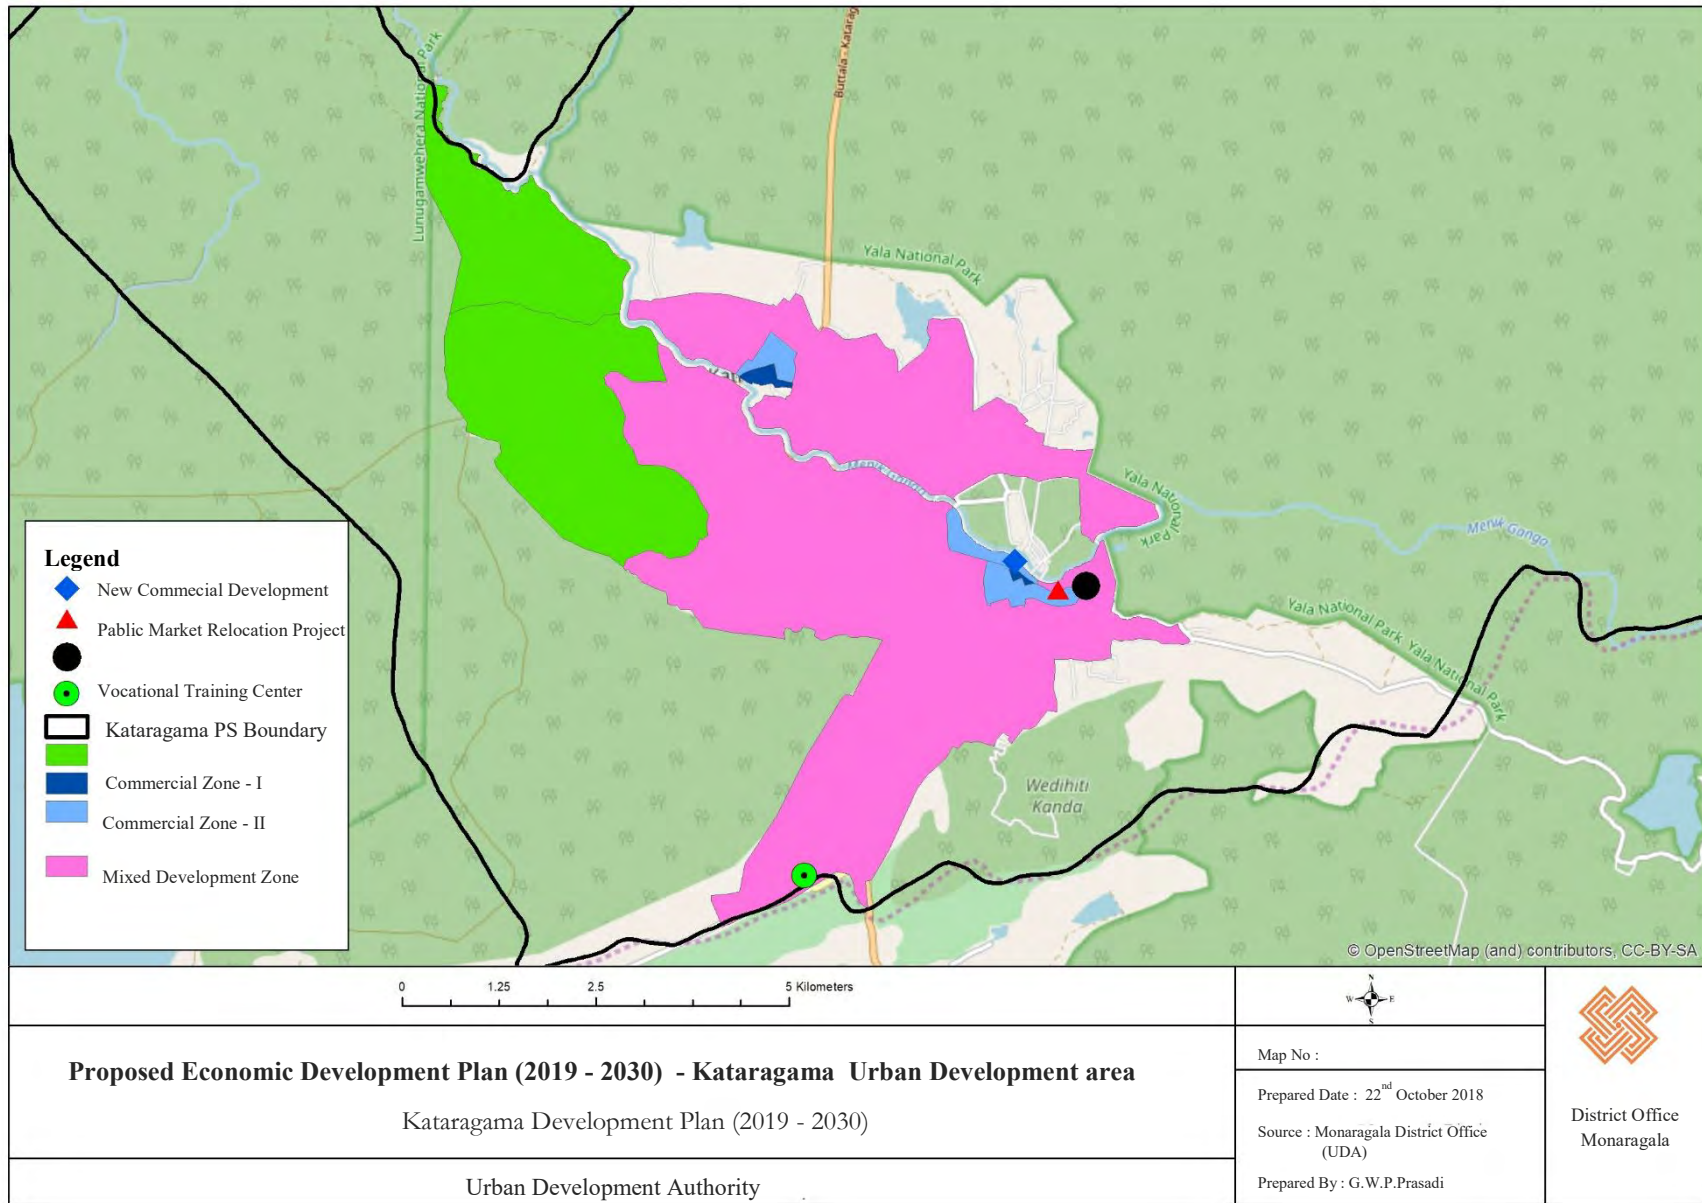 Lunugamwehera National Park
Buttala - Katarag
Yala National Park
Yala National Park
Menik Ganga
Menik Ganga
Yala National Park
Yala National Park
Wedihiti
Kanda
Legend
New Commecial Development
Pablic Market Relocation Project
Vocational Training Center
Kataragama PS Boundary
Commercial Zone - I
Commercial Zone - II
Mixed Development Zone
© OpenStreetMap (and) contributors, CC-BY-SA
0 1.25 2.5 5 Kilometers
N
W E
S
Proposed Economic Development Plan (2019 - 2030) - Kataragama Urban Development area
Kataragama Development Plan (2019 - 2030)
Urban Development Authority
Map No :
Prepared Date : 22nd October 2018
Source : Monaragala District Office
(UDA)
Prepared By : G.W.P.Prasadi
District Office
Monaragala